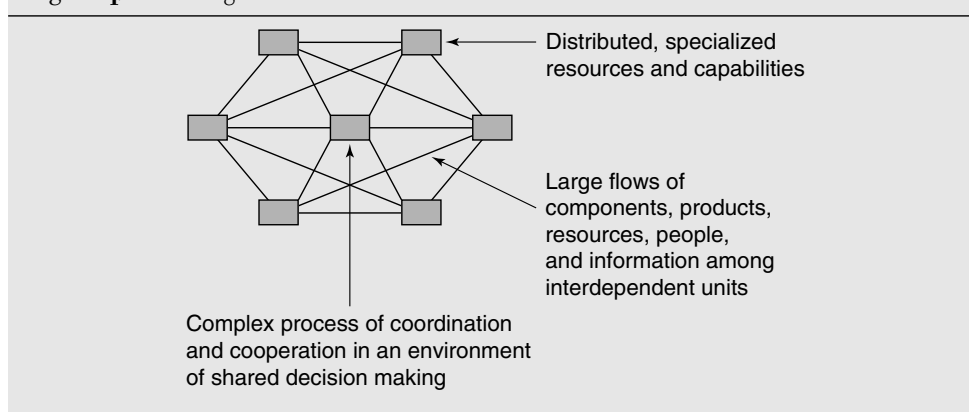 Distributed, specialized
resources and capabilities
Large flows of
components, products,
resources, people,
and information among
interdependent units
Complex process of coordination
and cooperation in an environment
of shared decision making